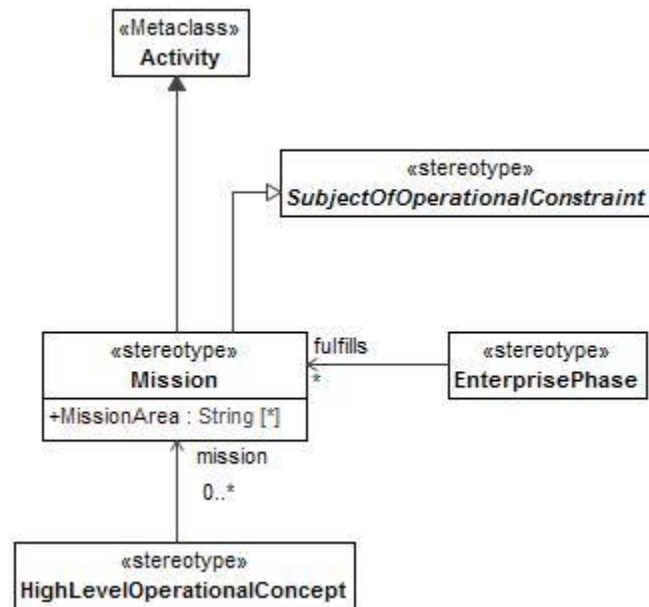 «Metaclass»
Activity
«stereotype»
SubjectOfOperationalConstraint
«stereotype»
Mission
+MissionArea : String [*]
fulfills
*
«stereotype»
EnterprisePhase
mission
0..*
«stereotype»
HighLevelOperationalConcept